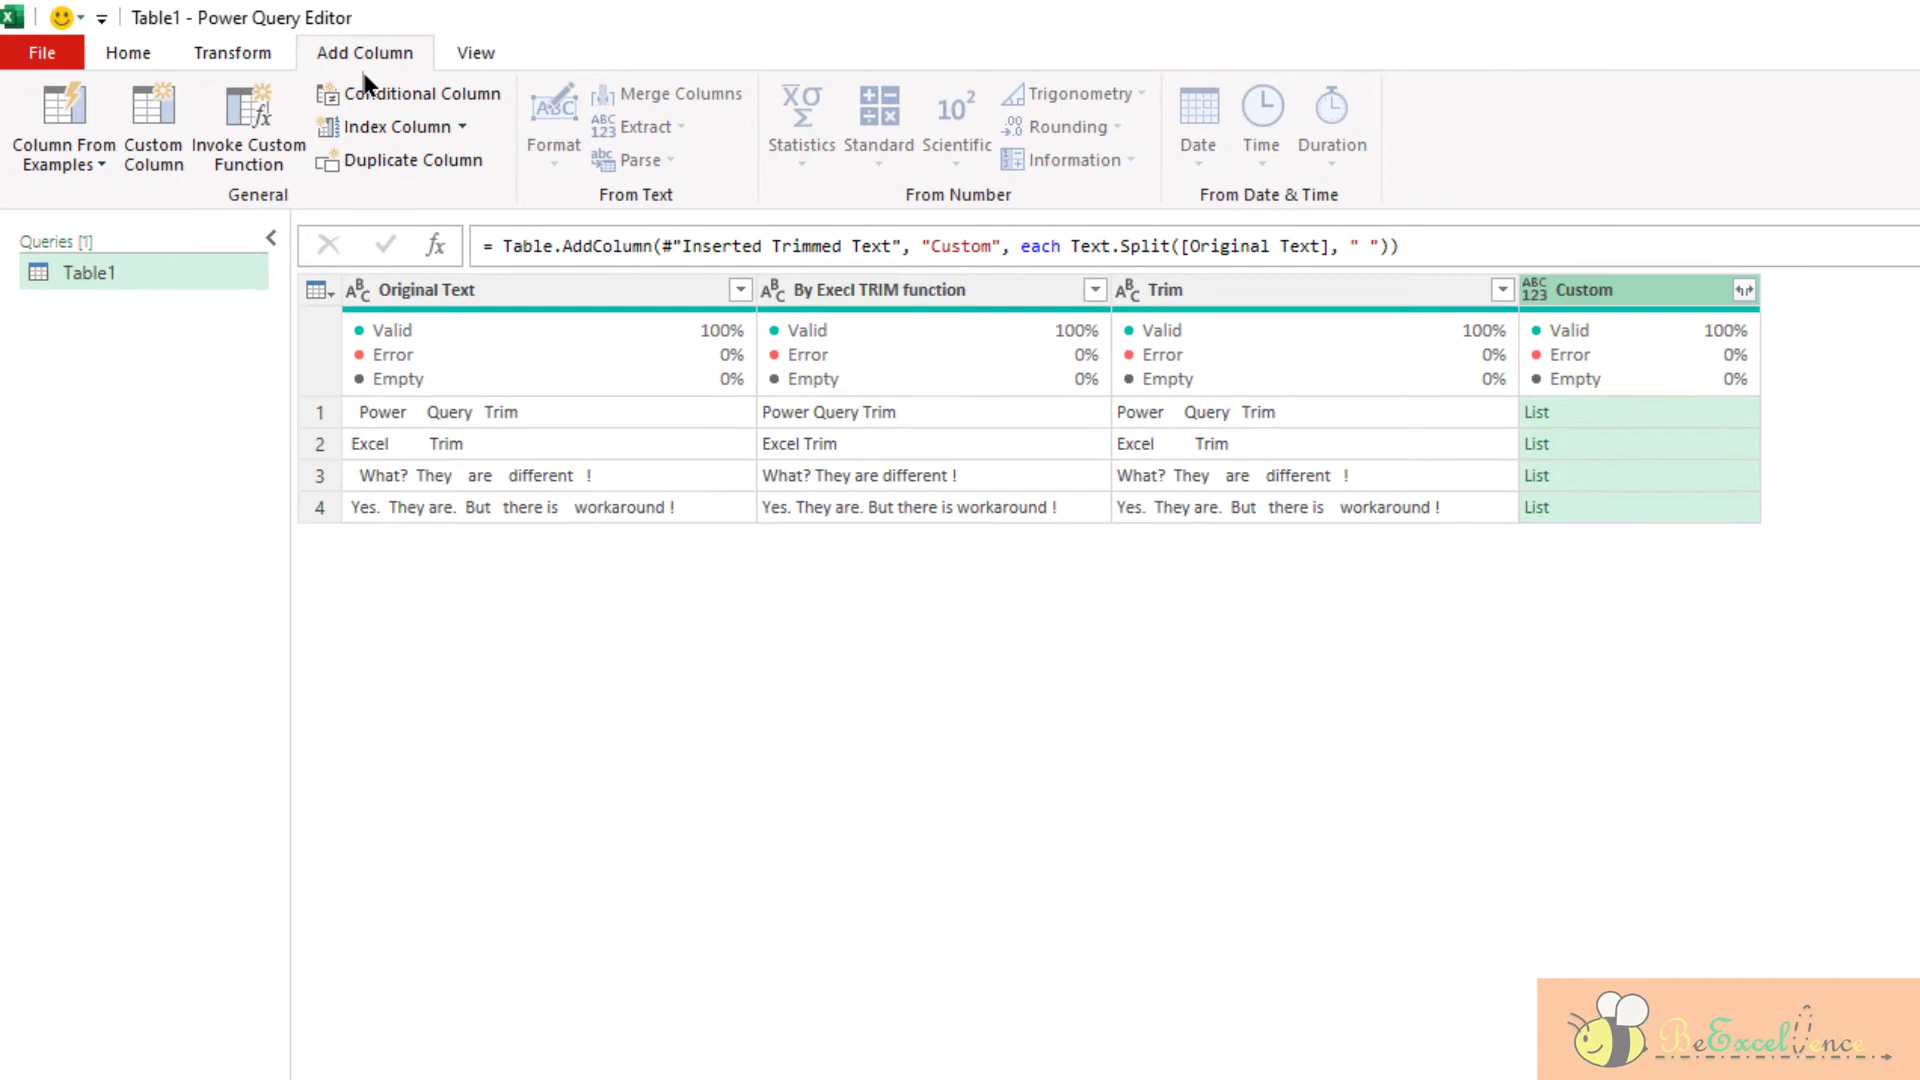 Table1 - Power Query Editor
File Home Transform Add Column View
Column From Examples
Custom Column
Invoke Custom Function
Conditional Column
Index Column
Duplicate Column
General
Format
Merge Columns
Extract
Parse
From Text
Statistics
Standard
Scientific
Trigonometry
Rounding
Information
From Number
Date
Time
Duration
From Date & Time
Queries [1]
Table1
= Table.AddColumn(#"Inserted Trimmed Text", "Custom", each Text.Split([Original Text], " "))
Original Text By Execl TRIM function Trim Custom
Valid 100% Valid 100% Valid 100% Valid 100%
Error 0% Error 0% Error 0% Error 0%
Empty 0% Empty 0% Empty 0% Empty 0%
1 Power Query Trim Power Query Trim Power Query Trim List
2 Excel Trim Excel Trim Excel Trim List
3 What? They are different ! What? They are different ! What? They are different ! List
4 Yes. They are. But there is workaround ! Yes. They are. But there is workaround ! Yes. They are. But there is workaround ! List